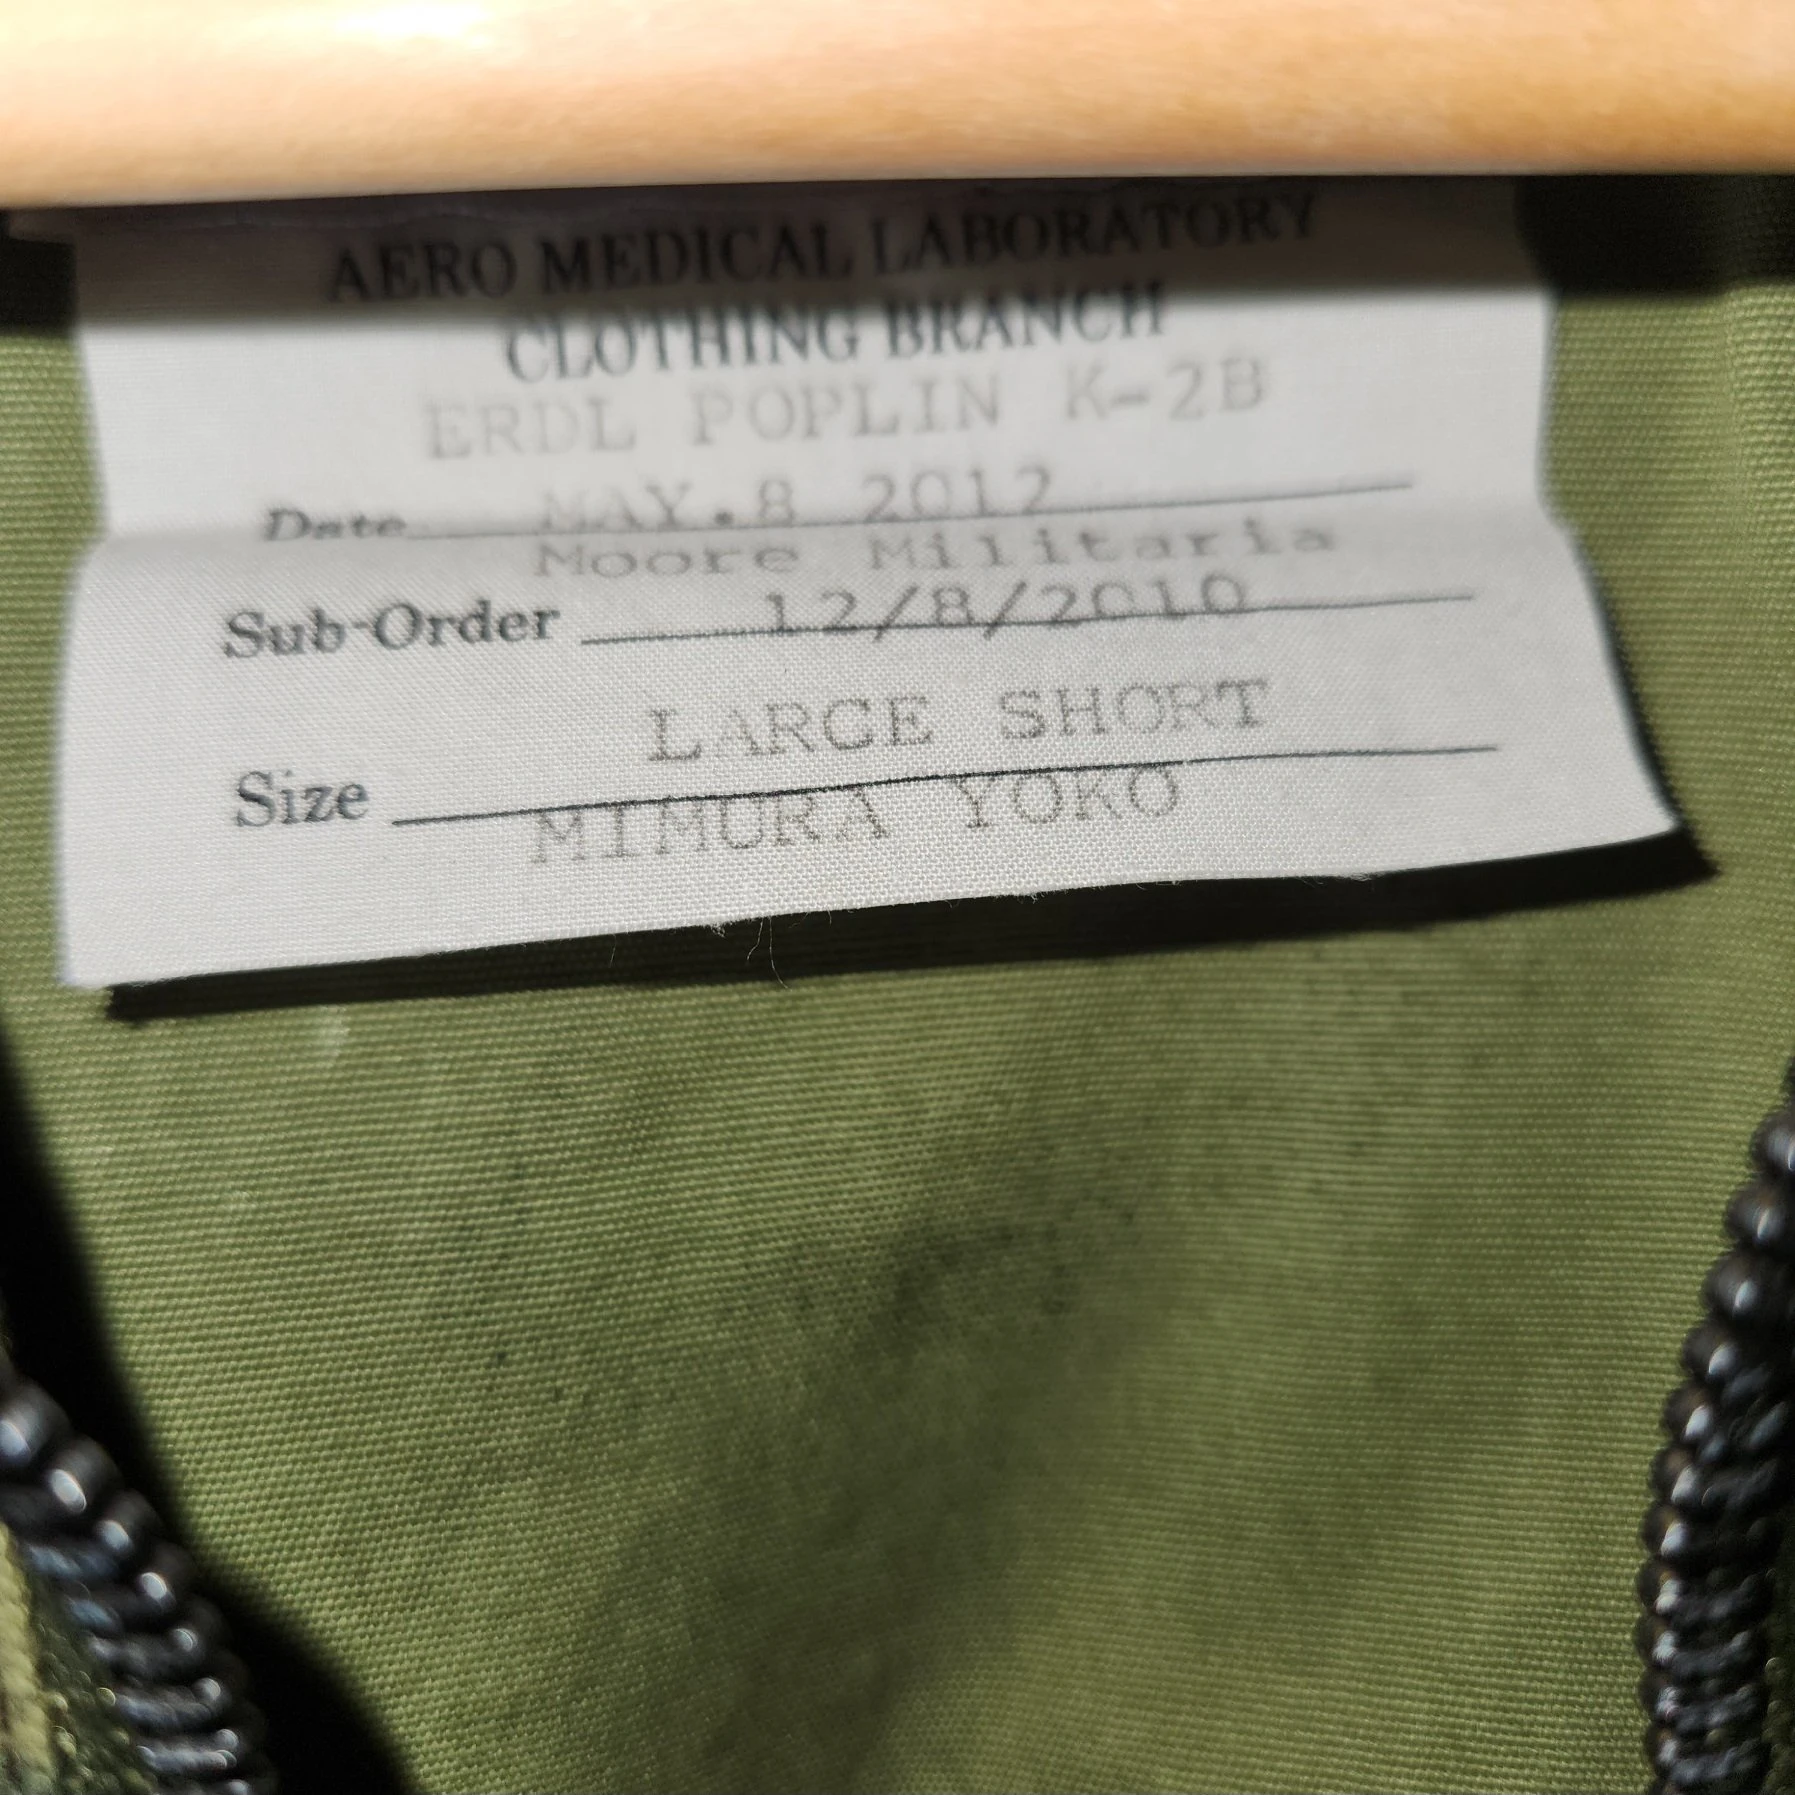 AERO MEDICAL LABORATORY
CLOTHING BRANCH
ERDL POPLIN K-2B
Date MAY.8 2012
Moore Militaria
Sub-Order 12/8/2010
LARGE SHORT
Size
MIMURA YOKO